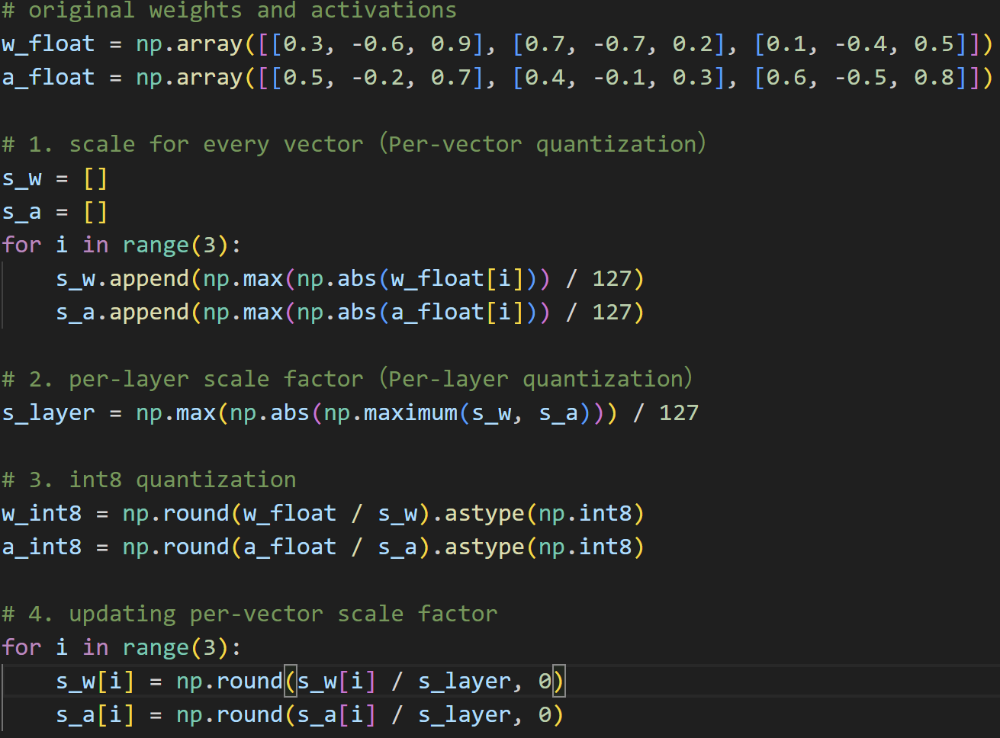 # original weights and activations
w_float = np.array([[0.3, -0.6, 0.9], [0.7, -0.7, 0.2], [0.1, -0.4, 0.5]])
a_float = np.array([[0.5, -0.2, 0.7], [0.4, -0.1, 0.3], [0.6, -0.5, 0.8]])
# 1. scale for every vector（Per-vector quantization）
s_w = []
s_a = []
for i in range(3):
    s_w.append(np.max(np.abs(w_float[i])) / 127)
    s_a.append(np.max(np.abs(a_float[i])) / 127)
# 2. per-layer scale factor（Per-layer quantization）
s_layer = np.max(np.abs(np.maximum(s_w, s_a))) / 127
# 3. int8 quantization
w_int8 = np.round(w_float / s_w).astype(np.int8)
a_int8 = np.round(a_float / s_a).astype(np.int8)
# 4. updating per-vector scale factor
for i in range(3):
    s_w[i] = np.round(s_w[i] / s_layer, 0)
    s_a[i] = np.round(s_a[i] / s_layer, 0)